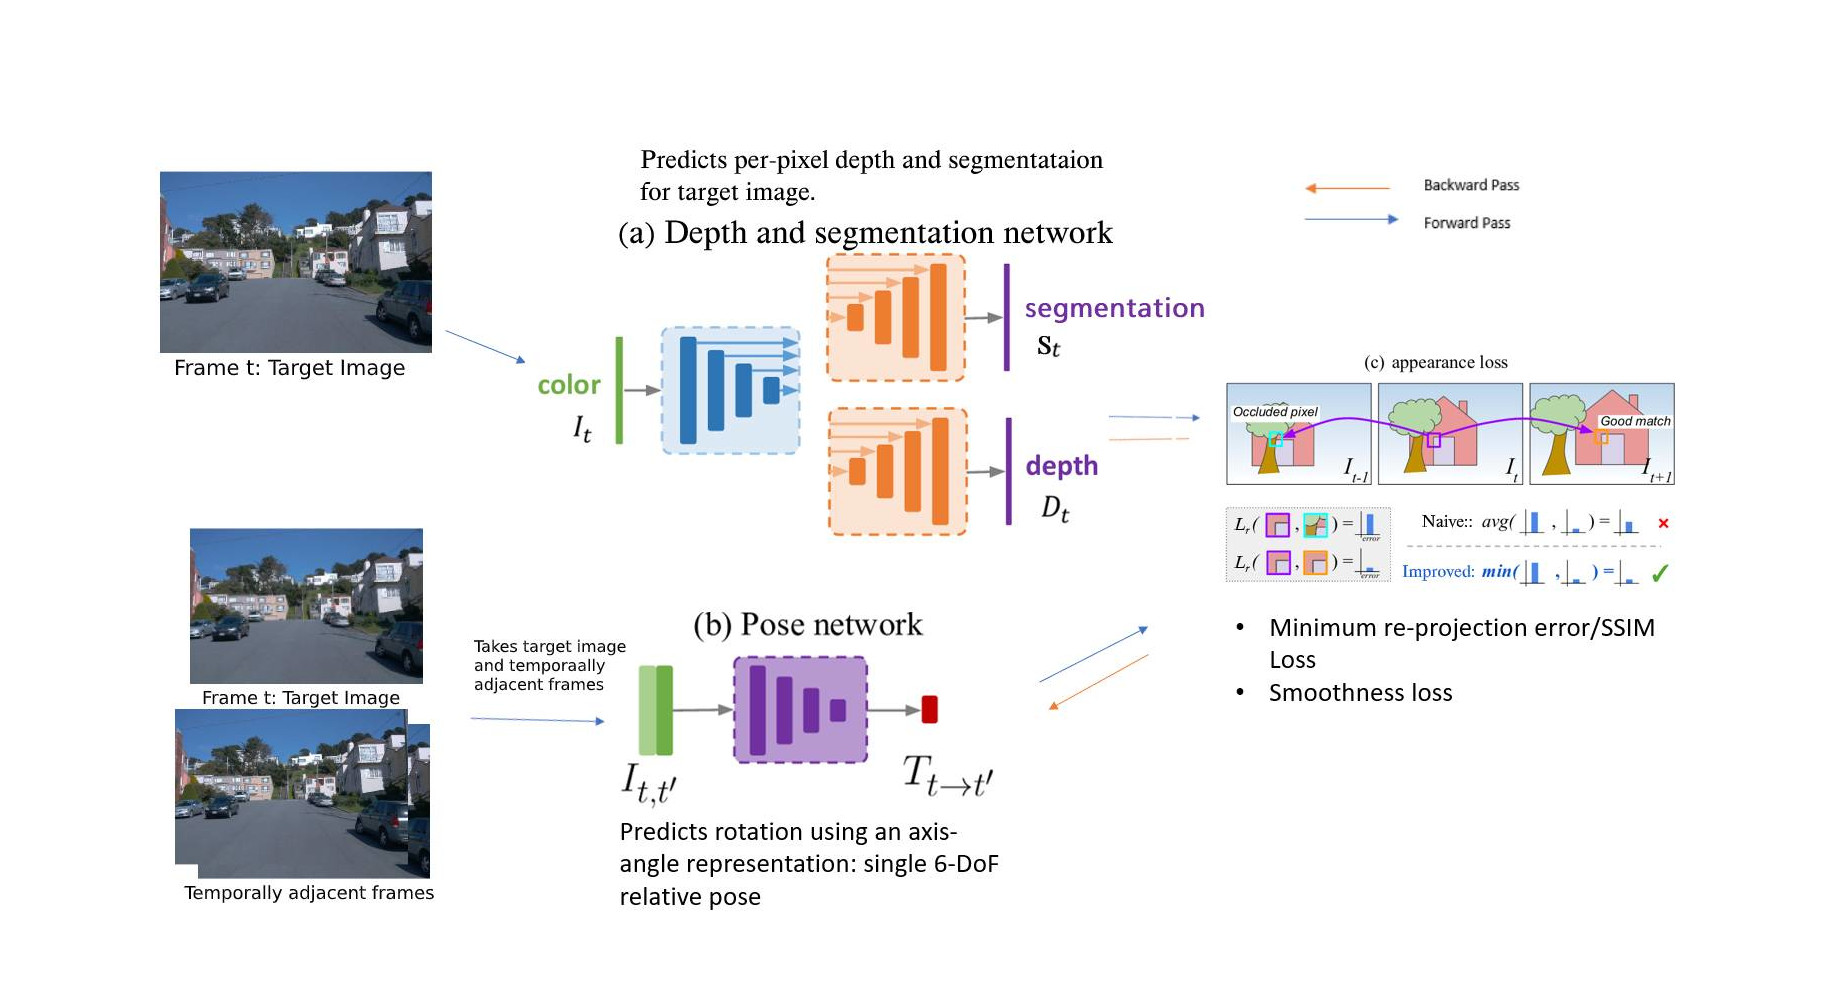 Predicts per-pixel depth and segmentataion
for target image.
(a) Depth and segmentation network
Backward Pass
Forward Pass
Frame t: Target Image
color
I_t
segmentation
S_t
depth
D_t
(c) appearance loss
Occluded pixel
Good match
I_{t-1}
I_t
I_{t+1}
L_r( , ) = error
L_r( , ) = error
Naive:: avg( , ) = ×
Improved: min( , ) = ✓
• Minimum re-projection error/SSIM
Loss
• Smoothness loss
Frame t: Target Image
Temporally adjacent frames
Takes target image
and temporaally
adjacent frames
(b) Pose network
I_{t,t'}
T_{t→t'}
Predicts rotation using an axis-
angle representation: single 6-DoF
relative pose